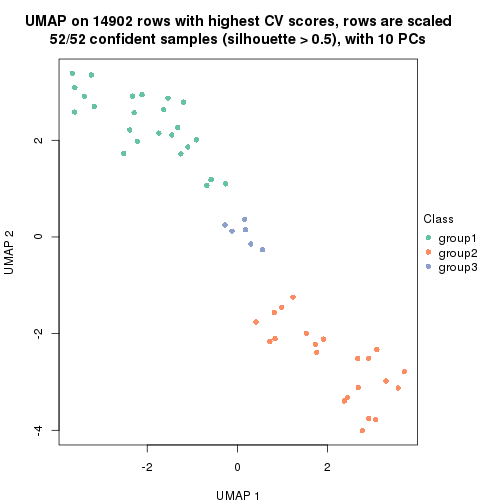 UMAP on 14902 rows with highest CV scores, rows are scaled
52/52 confident samples (silhouette > 0.5), with 10 PCs
2
0
-2
-4
UMAP 2
-2
0
2
UMAP 1
Class
group1
group2
group3